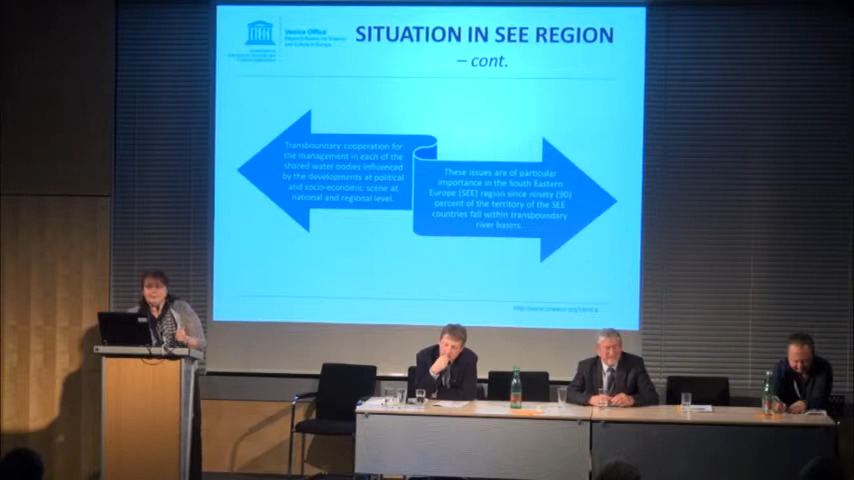 Venice Office
SITUATION IN SEE REGION
– cont.
Transboundary cooperation for
the management in each of the
shared water bodies influenced
by the developments at political
and socio-economic scene at
national and regional level.
These issues are of particular
importance in the South Eastern
Europe (SEE) region since ninety (90)
percent of the territory of the SEE
countries fall within transboundary
river basins.